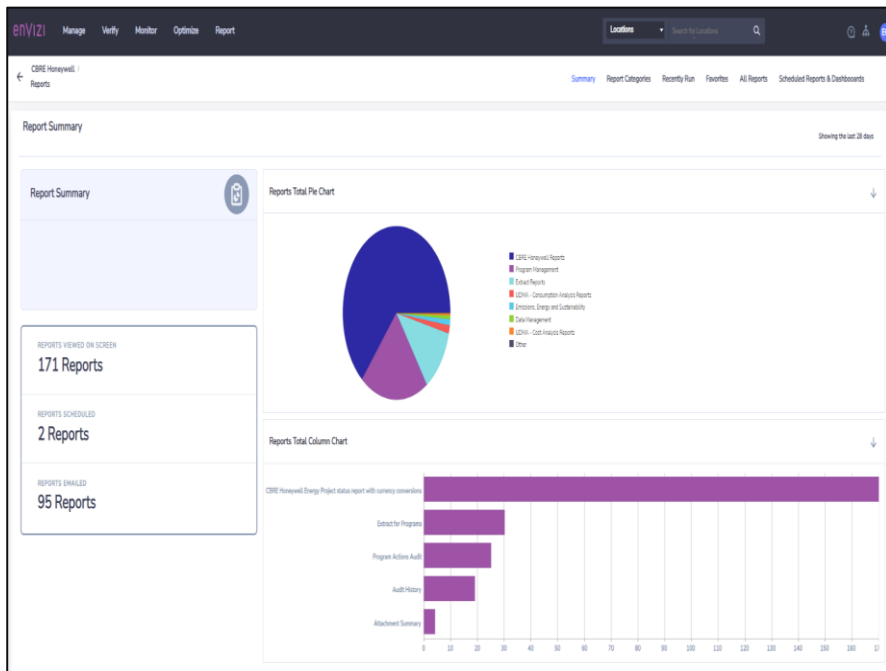 enVIZI Manage Verify Monitor Optimize Report Locations Search for Locations
CBRE Honeywell /
Reports
Summary Report Categories Recently Run Favorites All Reports Scheduled Reports & Dashboards
Report Summary
Showing the last 28 days
Report Summary
REPORTS VIEWED ON SCREEN
171 Reports
REPORTS SCHEDULED
2 Reports
REPORTS EMAILED
95 Reports
Reports Total Pie Chart
CBRE Honeywell Reports
Program Management
Extract Reports
UDMA - Consumption Analysis Reports
Emissions, Energy and Sustainability
Data Management
UDMA - Cost Analysis Reports
Other
Reports Total Column Chart
CBRE Honeywell Energy Project status report with currency conversions
Extract for Programs
Program Actions Audit
Audit History
Attachment Summary
0 10 20 30 40 50 60 70 80 90 100 110 120 130 140 150 160